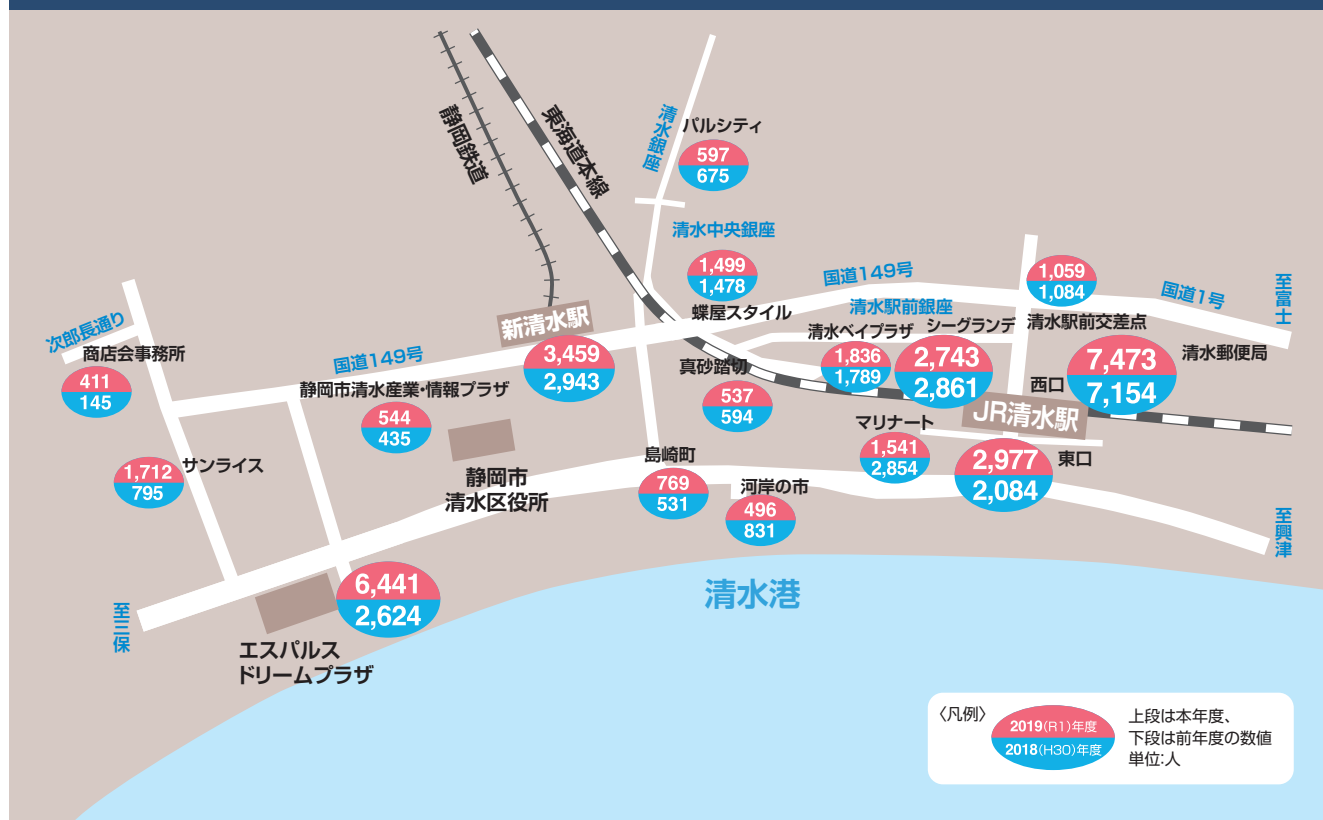 静岡鉄道
東海道本線
清水銀座
パルシティ
597
675
清水中央銀座
1,499
1,478
蝶屋スタイル
国道149号
1,059
1,084
国道1号
至富士
清水駅前銀座
清水ベイプラザ
シーグランデ
清水駅前交差点
1,836
1,789
2,743
2,861
7,473
7,154
清水郵便局
西口
JR清水駅
新清水駅
3,459
2,943
次郎長通り
商店会事務所
411
145
国道149号
静岡市清水産業・情報プラザ
544
435
真砂踏切
537
594
マリナート
1,541
2,854
2,977
2,084
東口
サンライス
1,712
795
静岡市
清水区役所
島崎町
769
531
河岸の市
496
831
至興津
6,441
2,624
清水港
至三保
エスパルス
ドリームプラザ
〈凡例〉
2019(R1)年度
2018(H30)年度
上段は本年度、
下段は前年度の数値
単位:人